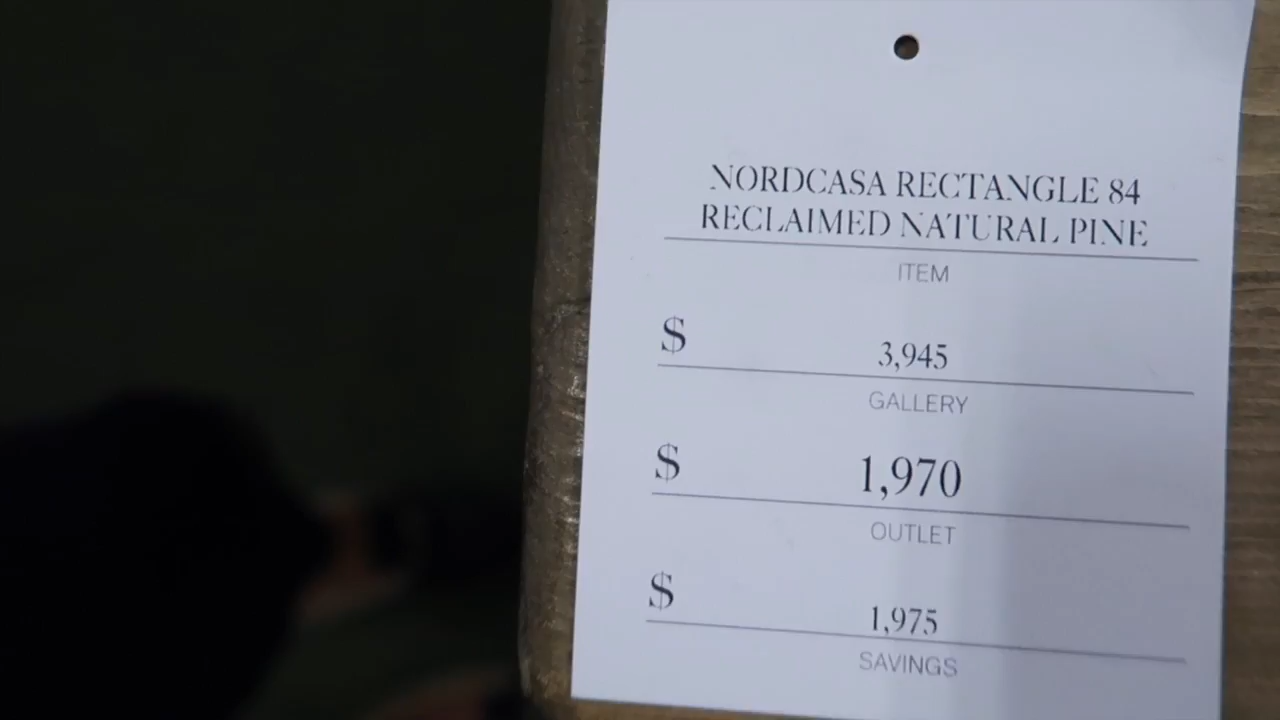 NORDCASA RECTANGLE 84
RECLAIMED NATURAL PINE
ITEM
$ 3,945
GALLERY
$ 1,970
OUTLET
$ 1,975
SAVINGS